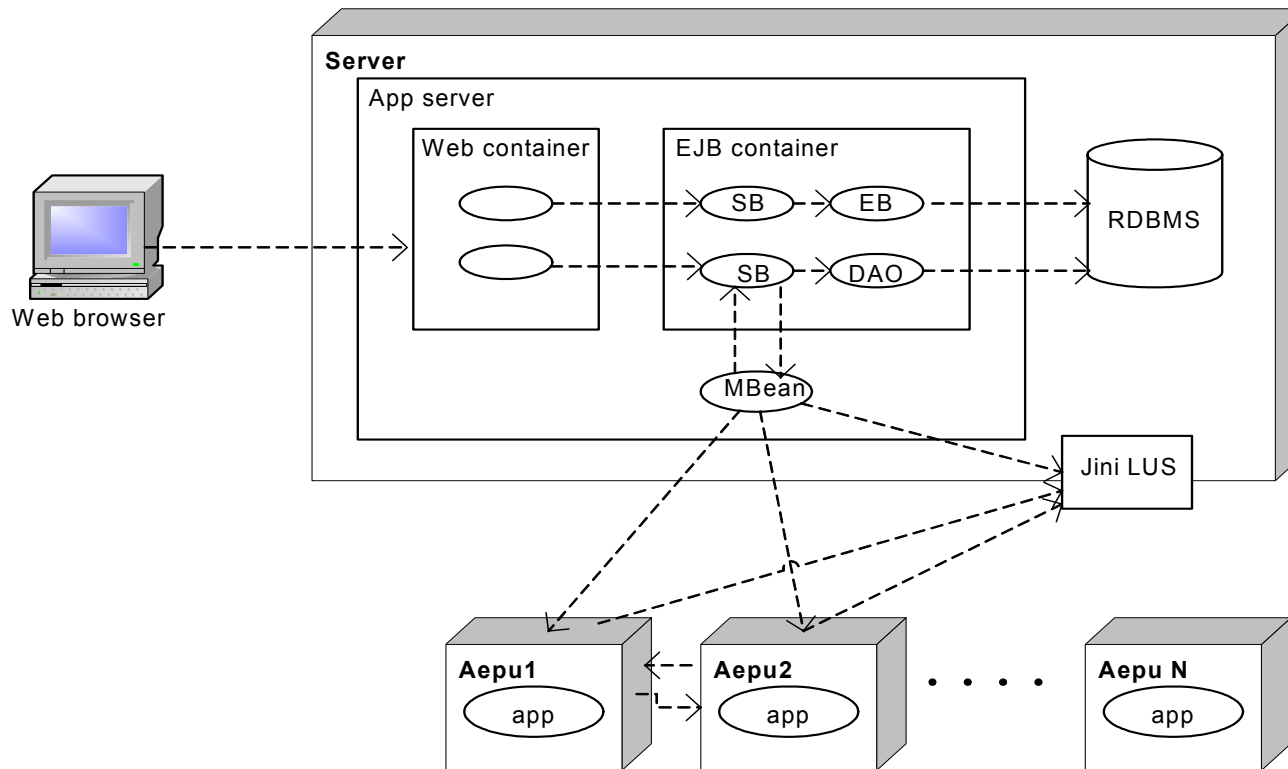 Server
App server
Web container
EJB container
SB
EB
RDBMS
SB
DAO
Web browser
MBean
Jini LUS
Aepu1
Aepu2
Aepu N
app
app
app